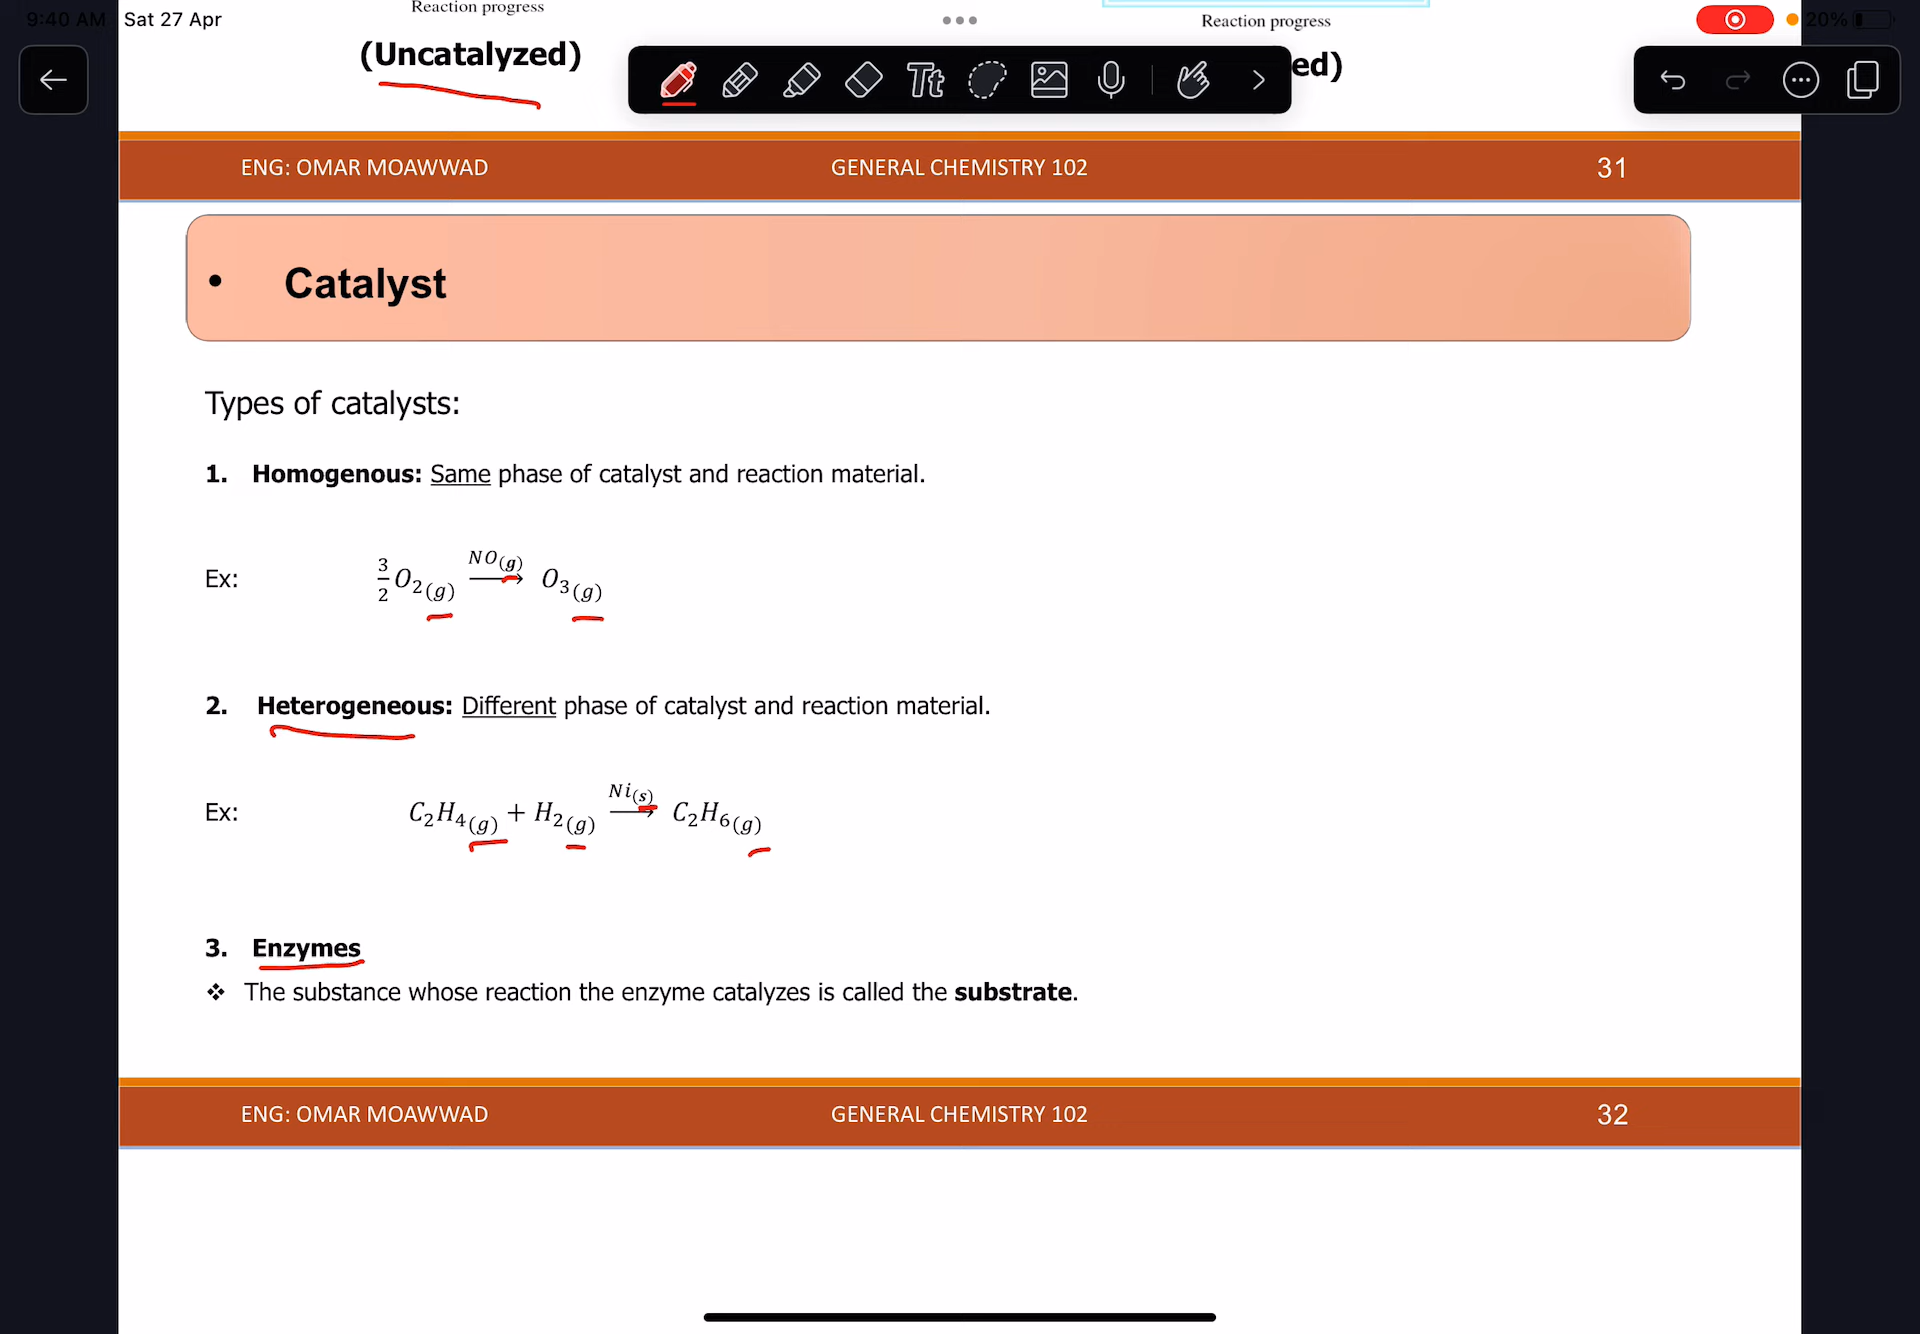 9:40 AM Sat 27 Apr
20%
Reaction progress
Reaction progress
(Uncatalyzed)
Tt
ed)
ENG: OMAR MOAWWAD GENERAL CHEMISTRY 102 31
• Catalyst
Types of catalysts:
1. Homogenous: Same phase of catalyst and reaction material.
Ex: 3/2 O₂(g) —NO(g)→ O₃(g)
2. Heterogeneous: Different phase of catalyst and reaction material.
Ex: C₂H₄(g) + H₂(g) —Ni(s)→ C₂H₆(g)
3. Enzymes
❖ The substance whose reaction the enzyme catalyzes is called the substrate.
ENG: OMAR MOAWWAD GENERAL CHEMISTRY 102 32